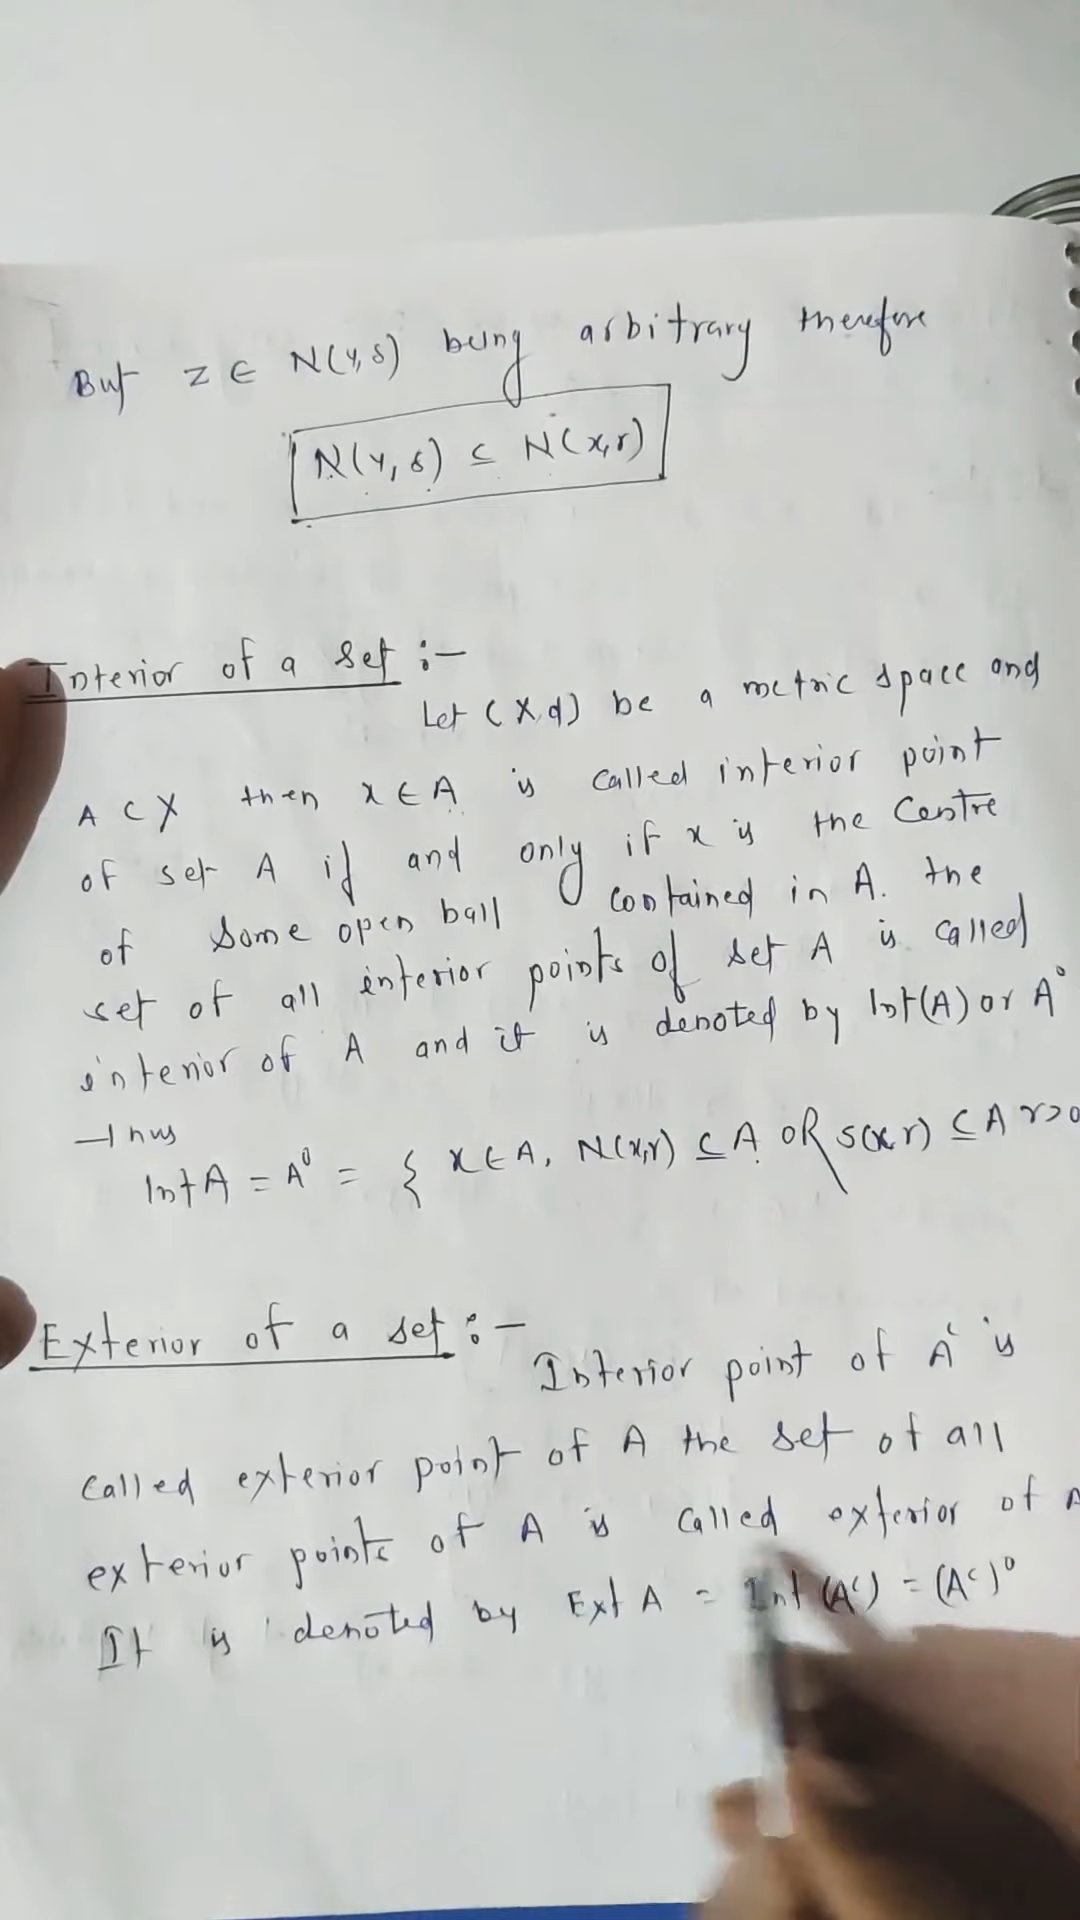 But z ∈ N(y, s) being arbitrary therefore
N(y, s) ⊆ N(x, r)
Interior of a set :-
Let (X, d) be a metric space and
A ⊂ X then x ∈ A is called interior point
of set A if and only if x is the Centre
of some open ball contained in A. the
set of all interior points of set A is called
interior of A and it is denoted by Int(A) or A°
Thus
Int A = A° = { x ∈ A, N(x,r) ⊆ A OR S(x, r) ⊆ A r>0
Exterior of a set :-
Interior point of Aᶜ is
Called exterior point of A the set of all
exterior points of A is Called exterior of A
It is denoted by Ext A = Int (Aᶜ) = (Aᶜ)°